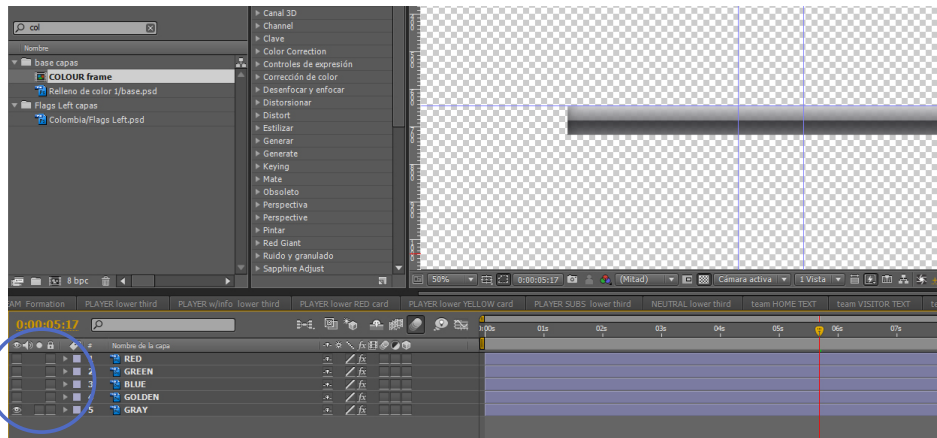 col
Nombre
base capas
COLOUR frame
Relleno de color 1/base.psd
Flags Left capas
Colombia/Flags Left.psd
8 bpc
Canal 3D
Channel
Clave
Color Correction
Controles de expresión
Corrección de color
Desenfocar y enfocar
Distorsionar
Distort
Estilizar
Generar
Generate
Keying
Mate
Obsoleto
Perspectiva
Perspective
Pintar
Red Giant
Ruido y granulado
Sapphire Adjust
50% 0:00:05:17 (Mitad) Cámara activa 1 Vista
AM Formation PLAYER lower third PLAYER w/info lower third PLAYER lower RED card PLAYER lower YELLOW card PLAYER SUBS lower third NEUTRAL lower third team HOME TEXT team VISITOR TEXT
0:00:05:17
# Nombre de la capa
00s 01s 02s 03s 04s 05s 06s 07s
1 RED
2 GREEN
3 BLUE
4 GOLDEN
5 GRAY